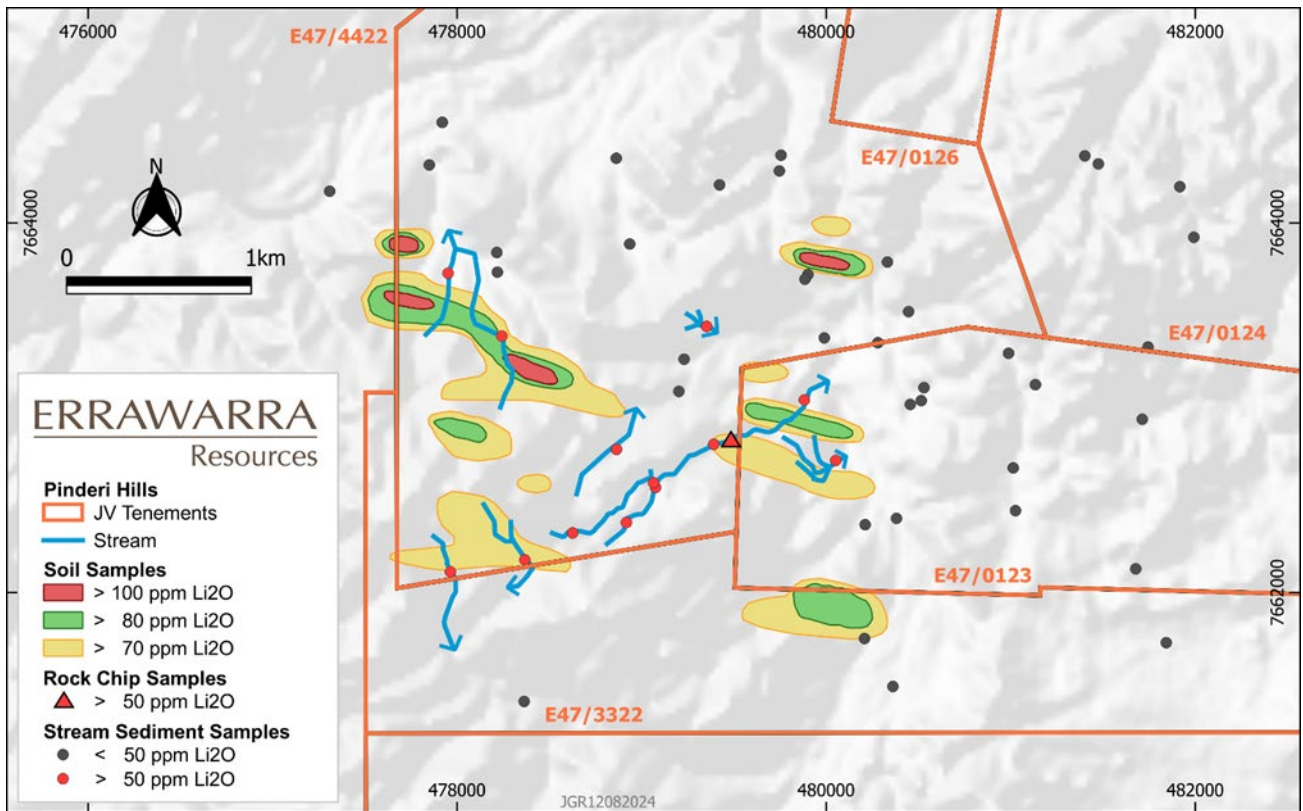 476000
478000
480000
482000
E47/4422
E47/0126
N
7664000
7664000
0
1km
E47/0124
ERRAWARRA
Resources
Pinderi Hills
JV Tenements
Stream
Soil Samples
> 100 ppm Li2O
> 80 ppm Li2O
> 70 ppm Li2O
Rock Chip Samples
> 50 ppm Li2O
Stream Sediment Samples
< 50 ppm Li2O
> 50 ppm Li2O
E47/0123
7662000
E47/3322
478000
JGR12082024
480000
482000